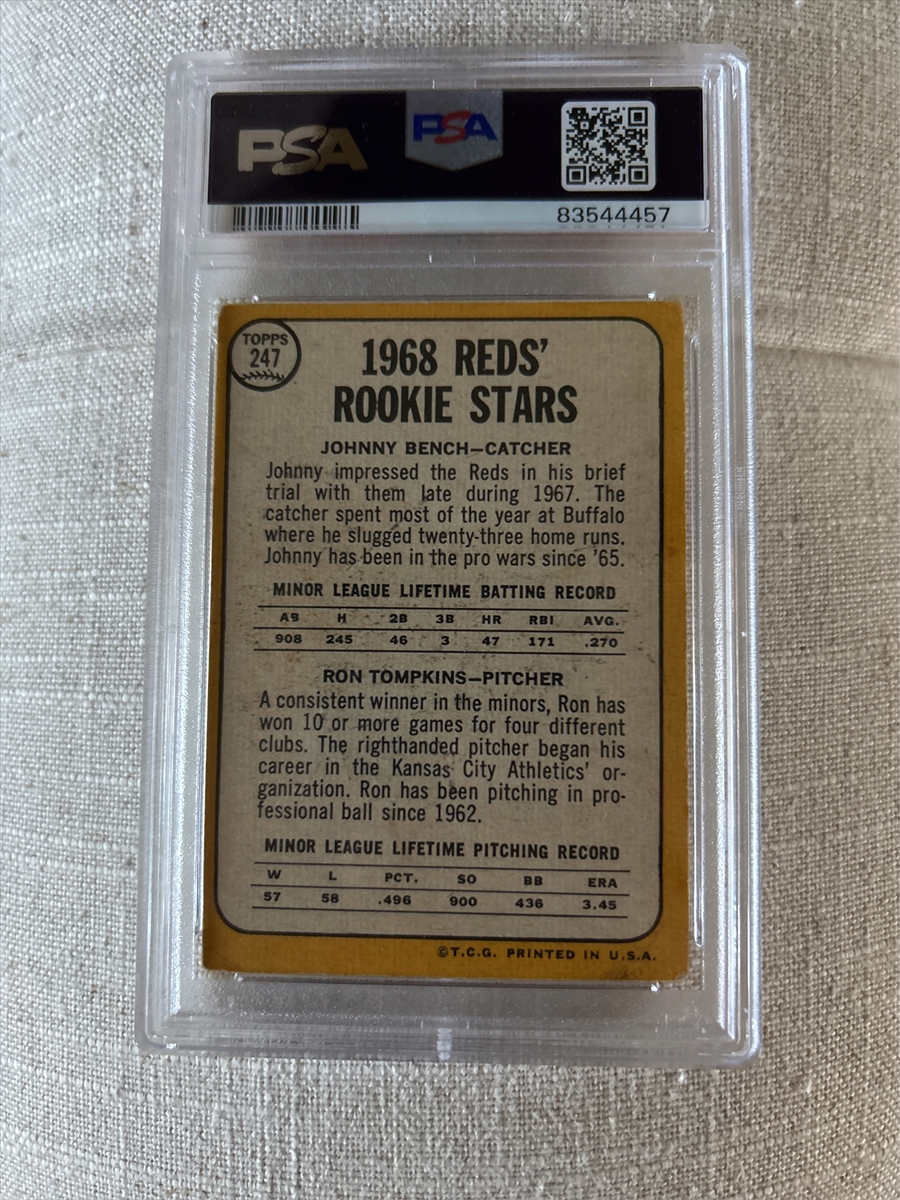 PSA PSA
83544457
TOPPS
247
1968 REDS'
ROOKIE STARS
JOHNNY BENCH—CATCHER
Johnny impressed the Reds in his brief
trial with them late during 1967. The
catcher spent most of the year at Buffalo
where he slugged twenty-three home runs.
Johnny has been in the pro wars since '65.
MINOR LEAGUE LIFETIME BATTING RECORD
AB H 2B 3B HR RBI AVG.
908 245 46 3 47 171 .270
RON TOMPKINS—PITCHER
A consistent winner in the minors, Ron has
won 10 or more games for four different
clubs. The righthanded pitcher began his
career in the Kansas City Athletics' or-
ganization. Ron has been pitching in pro-
fessional ball since 1962.
MINOR LEAGUE LIFETIME PITCHING RECORD
W L PCT. SO BB ERA
57 58 .496 900 436 3.45
©T.C.G. PRINTED IN U.S.A.